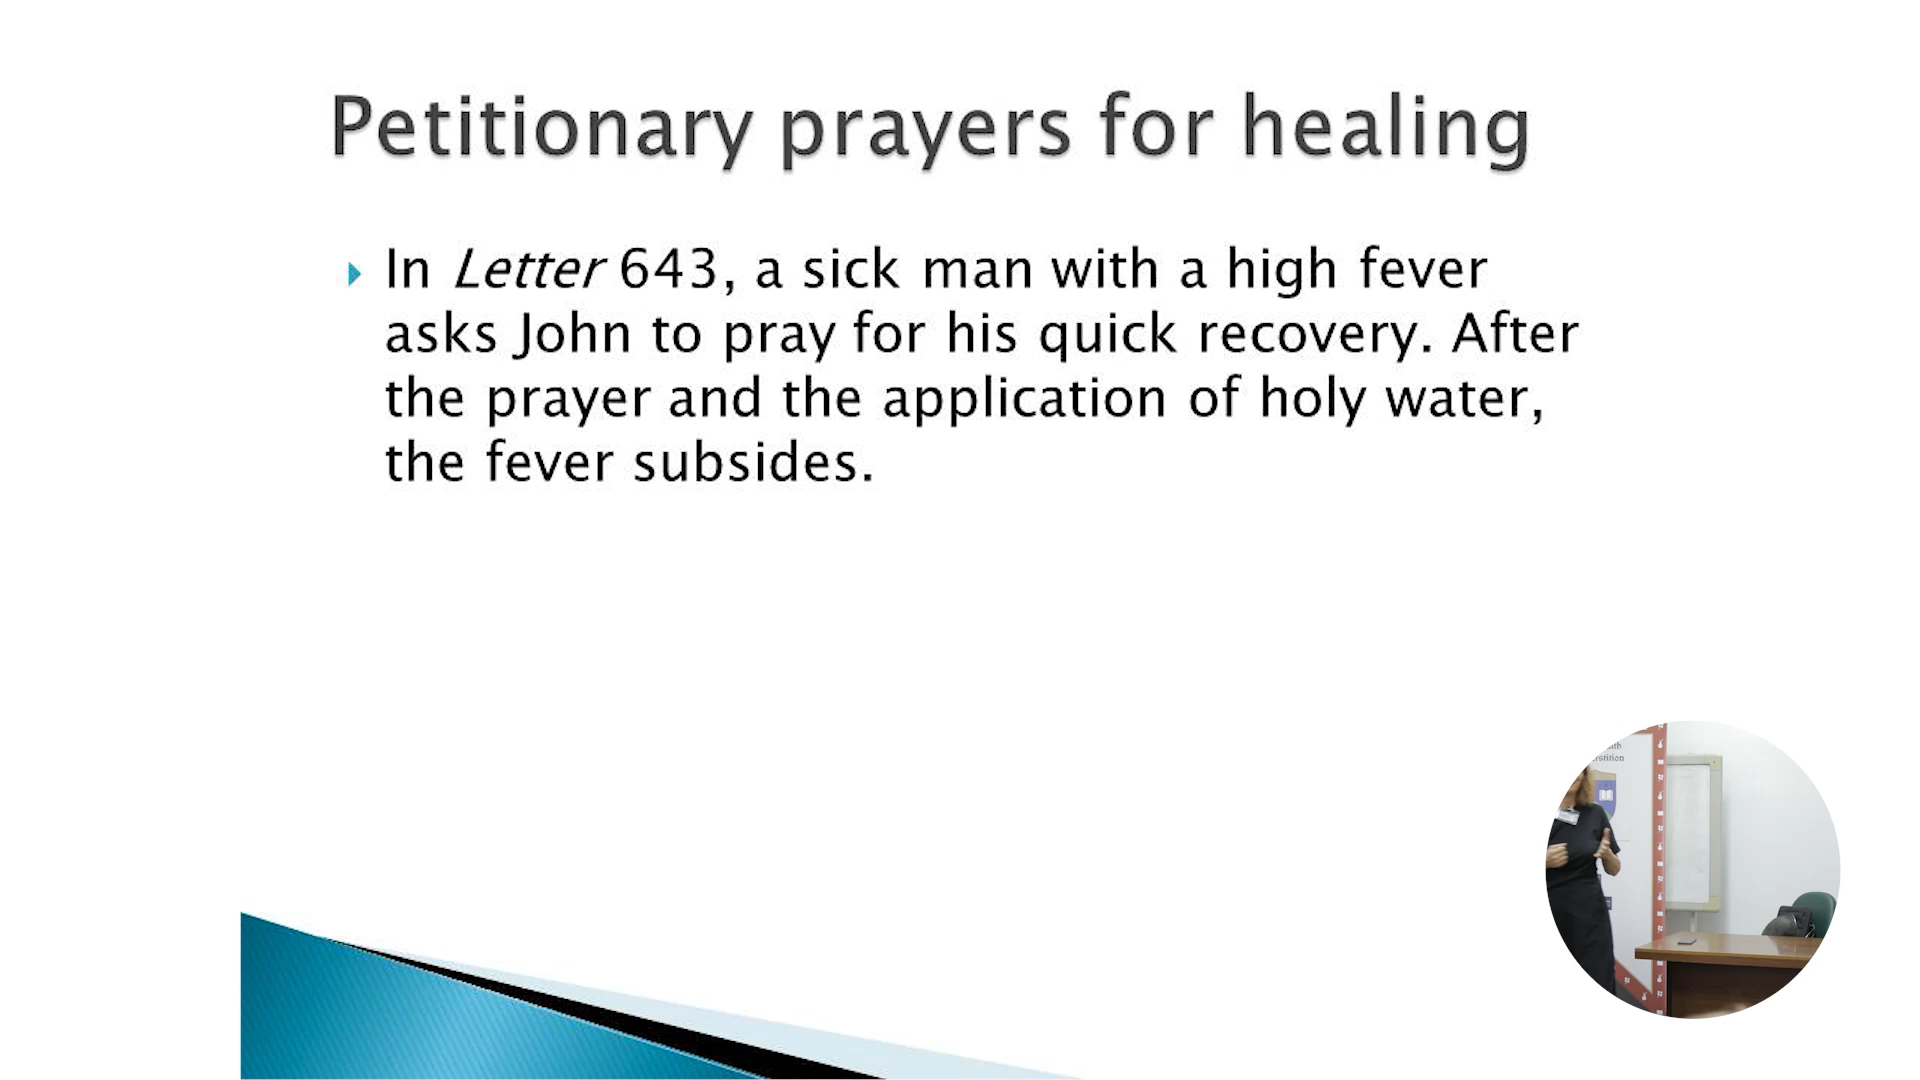 Petitionary prayers for healing
In Letter 643, a sick man with a high fever
asks John to pray for his quick recovery. After
the prayer and the application of holy water,
the fever subsides.